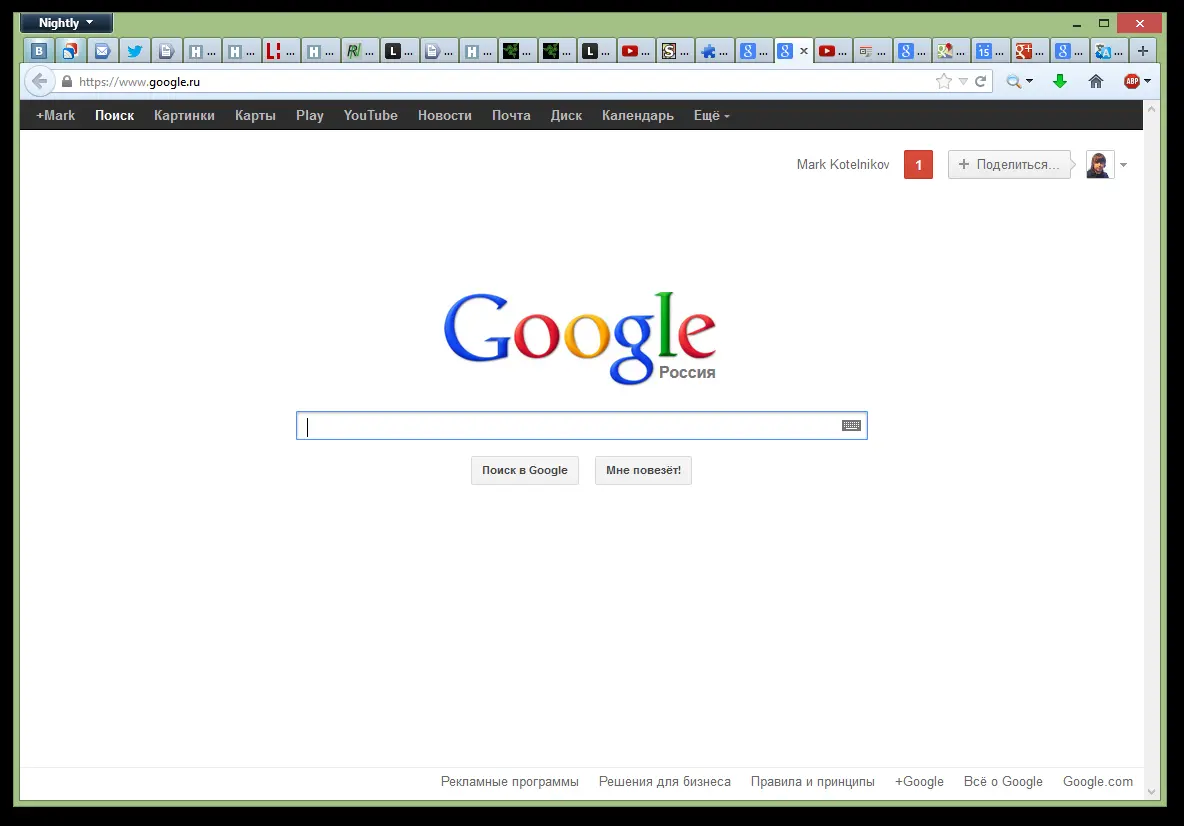 Nightly
https://www.google.ru
ABP
+Mark Поиск Картинки Карты Play YouTube Новости Почта Диск Календарь Ещё
Mark Kotelnikov 1 + Поделиться...
Google
Россия
Поиск в Google Мне повезёт!
Рекламные программы Решения для бизнеса Правила и принципы +Google Всё о Google Google.com